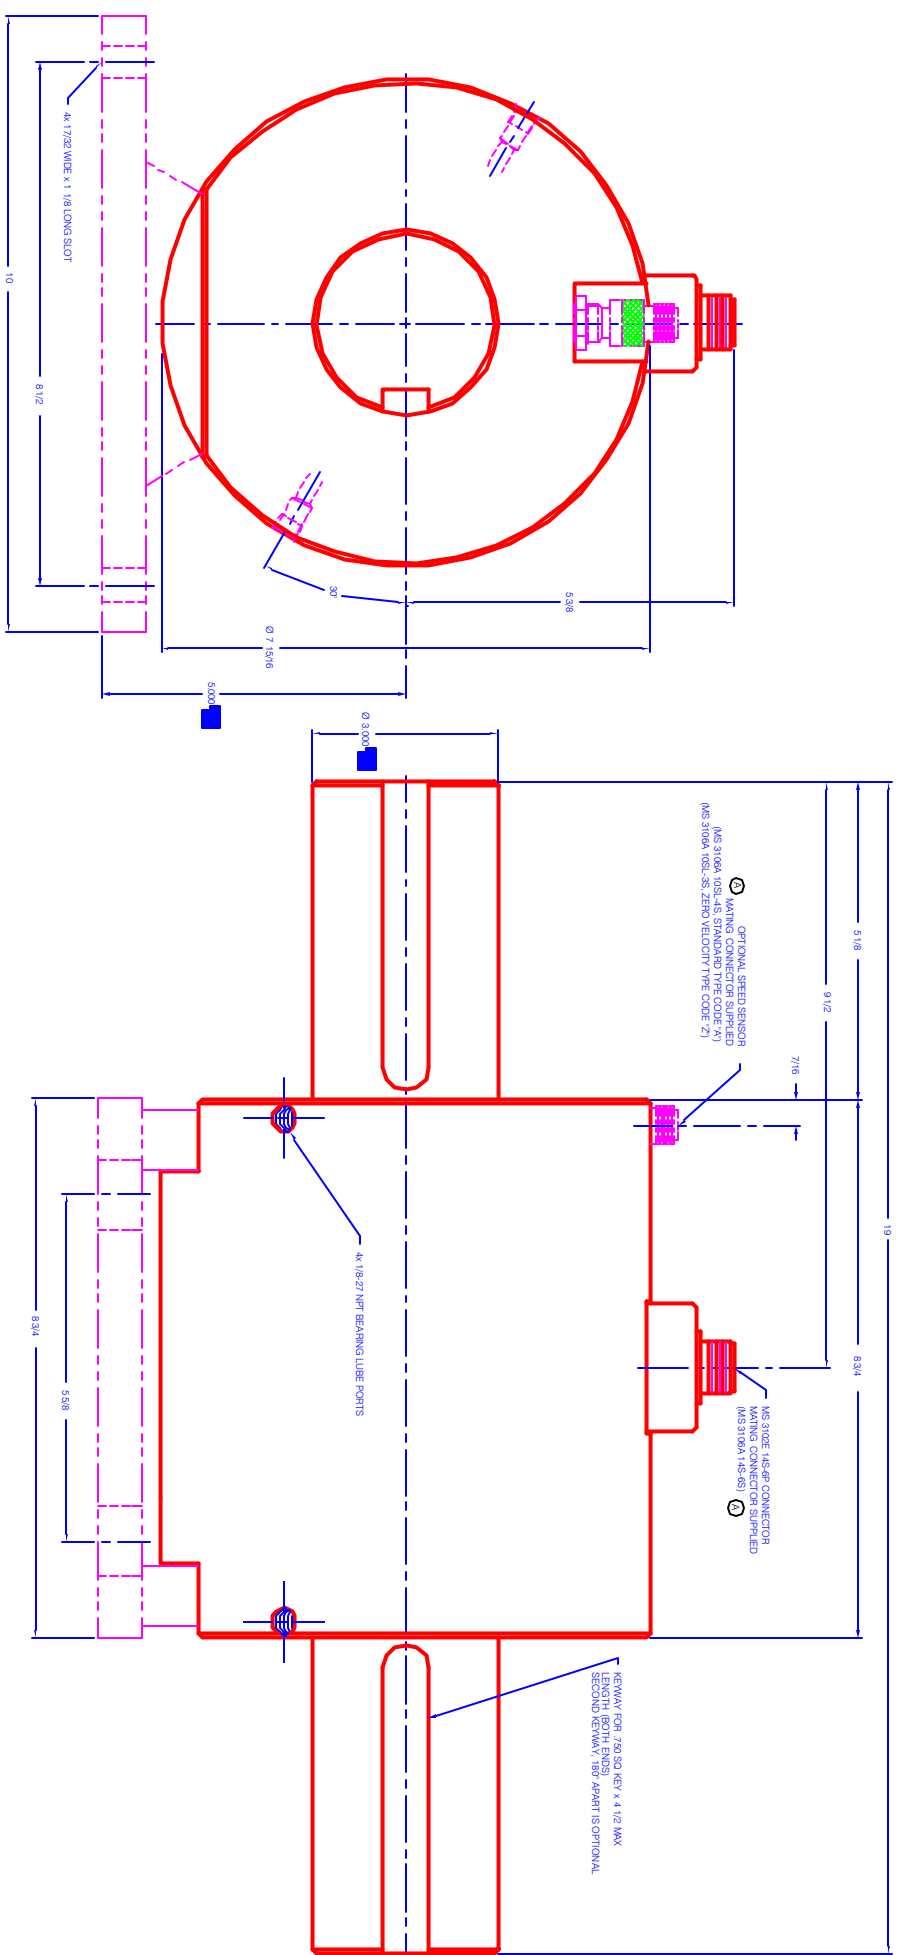 10
8 1/2
4x 17/32 WIDE x 1 1/8 LONG SLOT
30°
5 3/8
Ø 7 15/16
5.000
Ø 3.000
19
9 1/2
5 1/8
8 3/4
7/16
OPTIONAL SPEED SENSOR
MATING CONNECTOR SUPPLIED
(MS 3106A 10SL-4S, STANDARD TYPE CODE "A")
(MS 3106A 10SL-3S, ZERO VELOCITY TYPE CODE "Z")
A
MS 3102E 14S-6P CONNECTOR
MATING CONNECTOR SUPPLIED
(MS 3106A 14S-6S)
A
4x 1/8-27 NPT BEARING LUBE PORTS
5 5/8
8 3/4
KEYWAY FOR .750 SQ KEY x 4 1/2 MAX
LENGTH (BOTH ENDS)
SECOND KEYWAY, 180° APART IS OPTIONAL